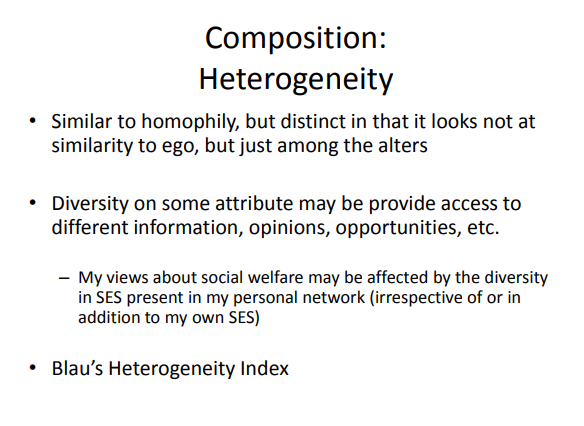 Composition:
Heterogeneity
• Similar to homophily, but distinct in that it looks not at
similarity to ego, but just among the alters
• Diversity on some attribute may be provide access to
different information, opinions, opportunities, etc.
– My views about social welfare may be affected by the diversity
in SES present in my personal network (irrespective of or in
addition to my own SES)
• Blau’s Heterogeneity Index